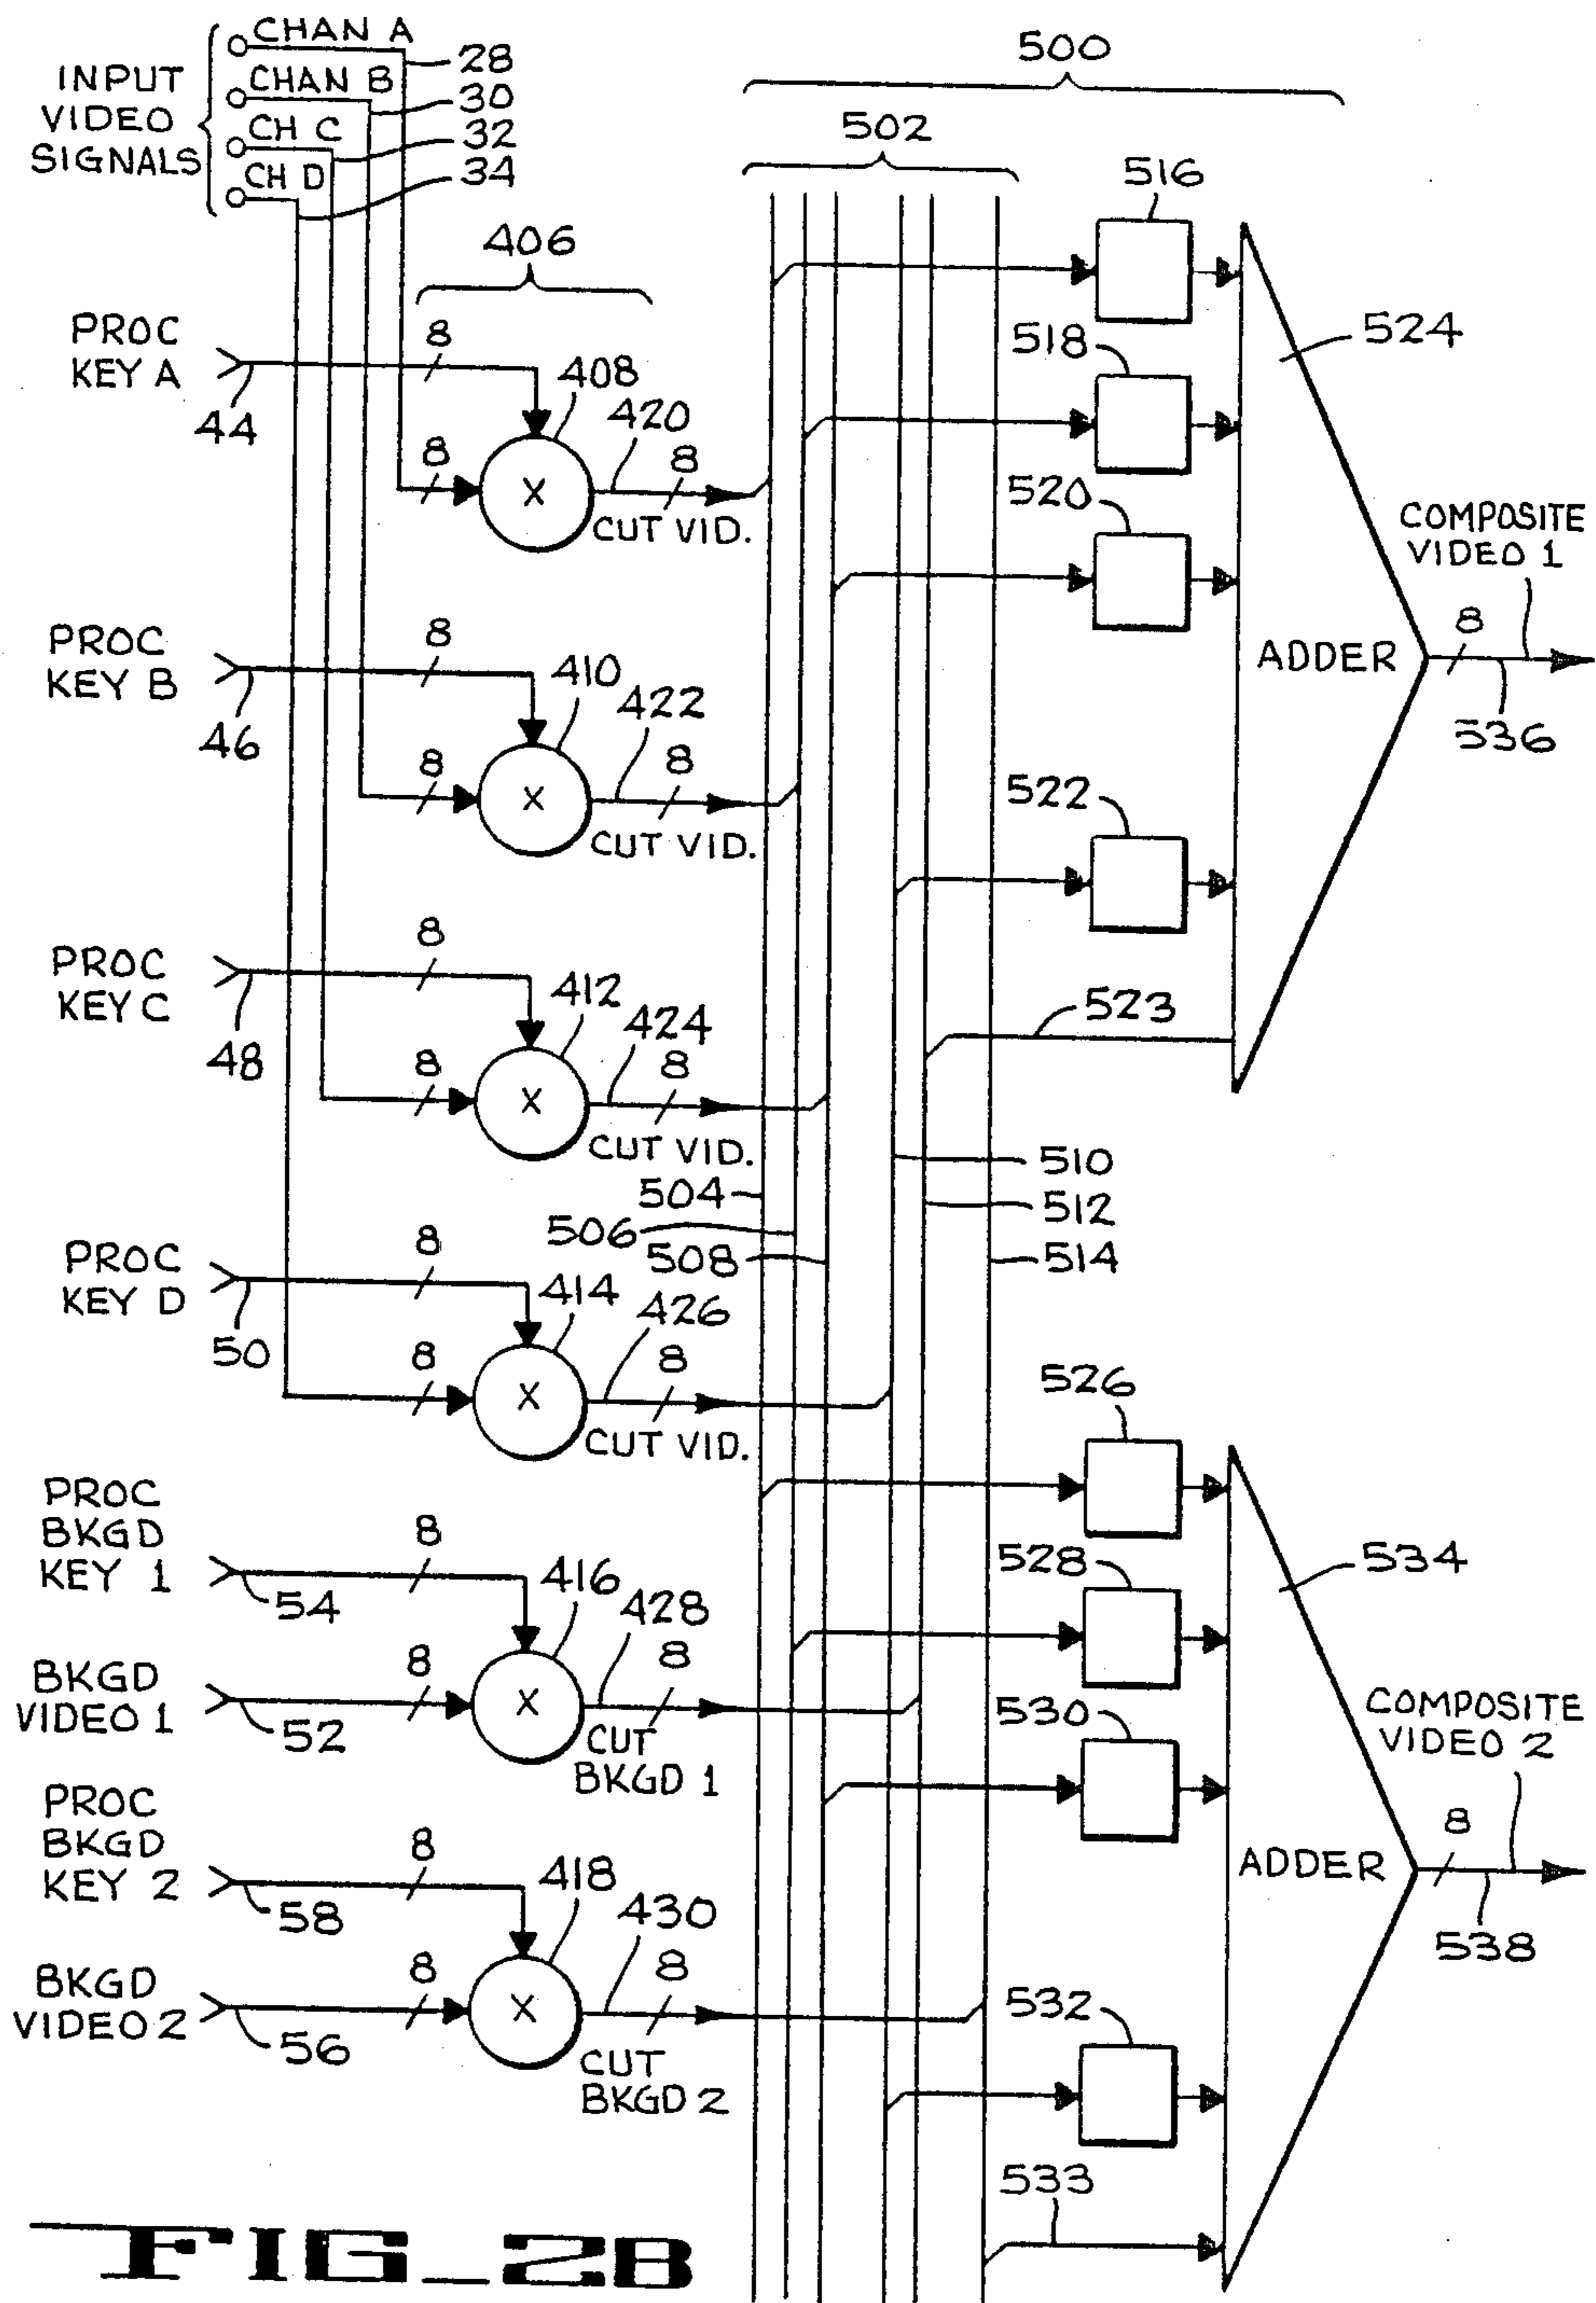 CHAN A
28
500
INPUT
VIDEO
SIGNALS
CHAN B
30
CH C
32
CH D
34
502
516
406
PROC
KEY A
8
44
408
420
8
8
X
CUT VID.
518
524
520
COMPOSITE
VIDEO 1
PROC
KEY B
8
46
410
422
8
8
X
CUT VID.
ADDER
8
536
522
PROC
KEY C
8
48
412
424
8
8
X
CUT VID.
523
510
504
512
506
508
514
PROC
KEY D
8
50
414
426
8
8
X
CUT VID.
526
PROC
BKGD
KEY 1
8
54
416
428
528
534
BKGD
VIDEO 1
8
8
52
X
CUT
BKGD 1
530
COMPOSITE
VIDEO 2
PROC
BKGD
KEY 2
8
58
418
430
ADDER
8
538
BKGD
VIDEO 2
8
8
56
X
CUT
BKGD 2
532
533
FIG_2B